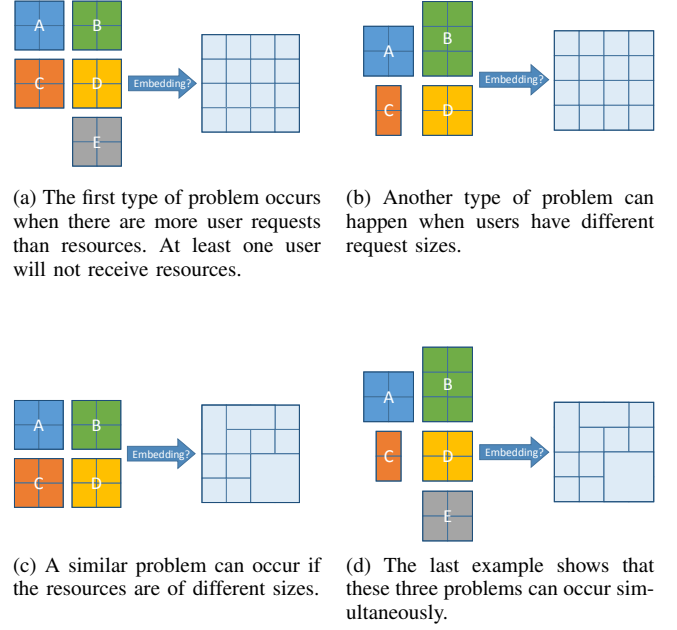 A
B
C
D
E
Embedding?
(a) The first type of problem occurs
when there are more user requests
than resources. At least one user
will not receive resources.
A
B
C
D
Embedding?
(b) Another type of problem can
happen when users have different
request sizes.
A
B
C
D
Embedding?
(c) A similar problem can occur if
the resources are of different sizes.
A
B
C
D
E
Embedding?
(d) The last example shows that
these three problems can occur sim-
ultaneously.